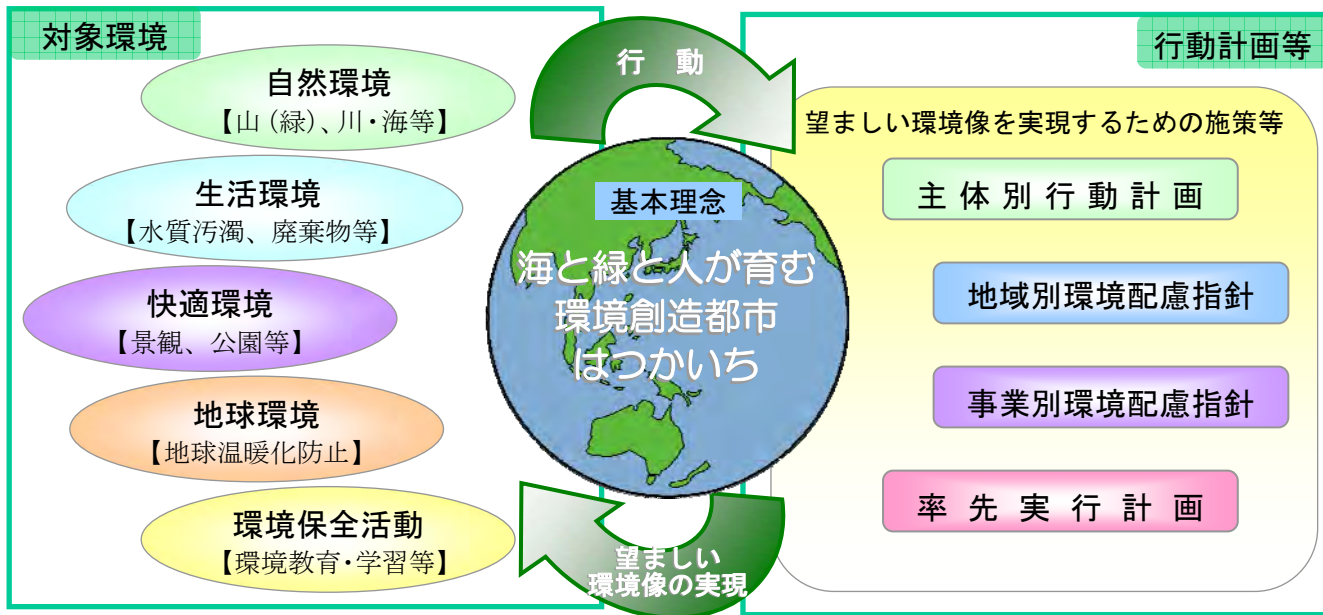 対象環境
自然環境
【山(緑)、川・海等】
生活環境
【水質汚濁、廃棄物等】
快適環境
【景観、公園等】
地球環境
【地球温暖化防止】
環境保全活動
【環境教育・学習等】
行 動
基本理念
海と緑と人が育む
環境創造都市
はつかいち
望ましい
環境像の実現
行動計画等
望ましい環境像を実現するための施策等
主体別行動計画
地域別環境配慮指針
事業別環境配慮指針
率先実行計画